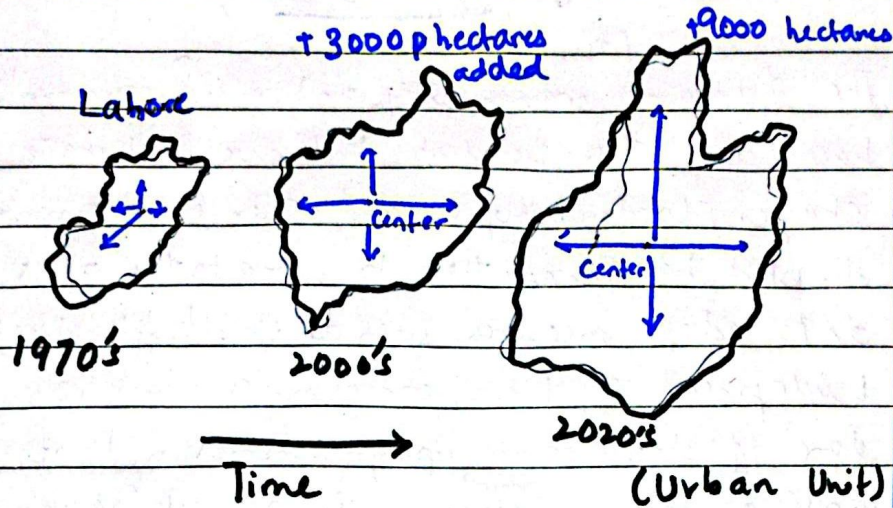 + 3000 p hectares
added
+9000 hectares
Lahore
center
Center
1970's
2000's
2020's
Time
(Urban Unit)